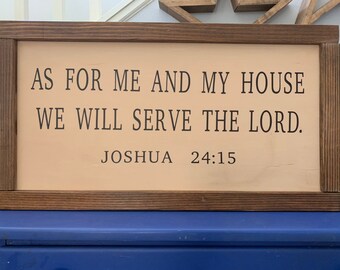 AS FOR ME AND MY HOUSE
WE WILL SERVE THE LORD.
JOSHUA 24:15